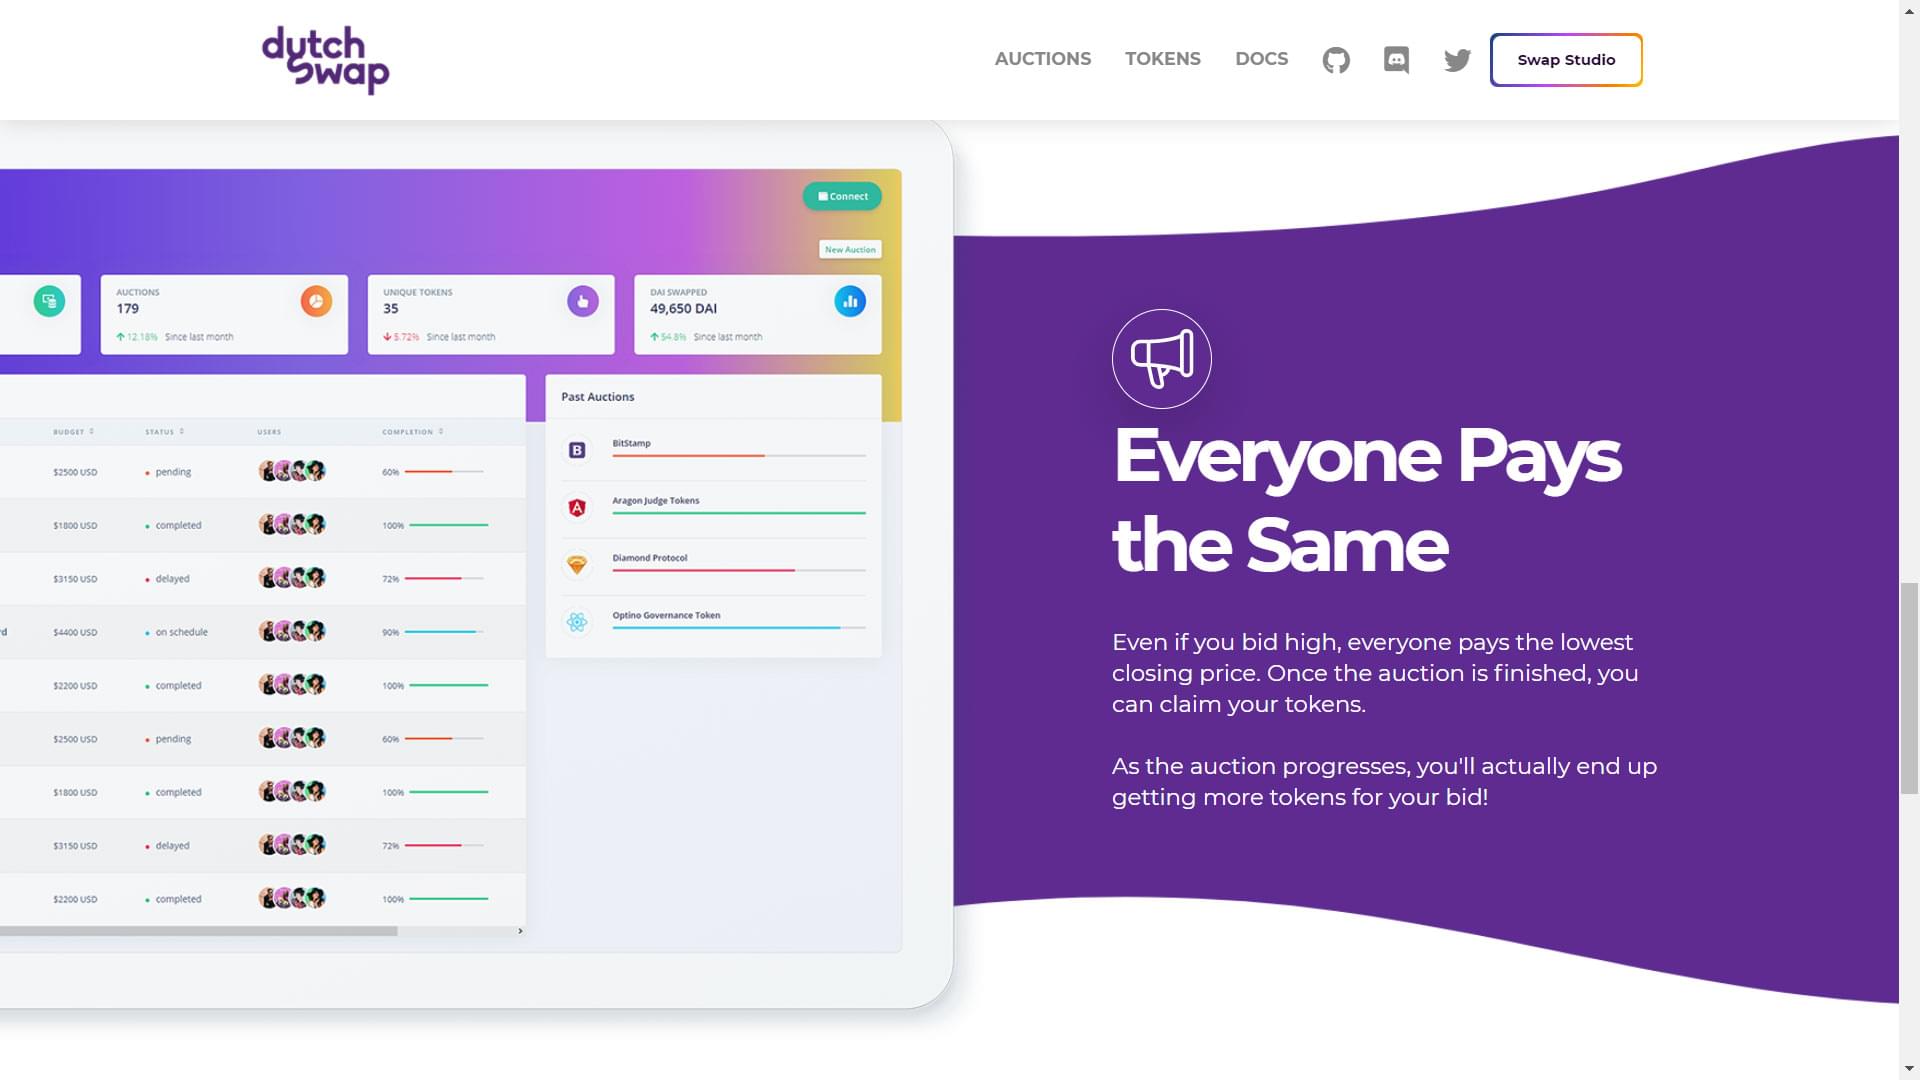 dutch
swap
AUCTIONS
TOKENS
DOCS
Swap Studio
Connect
New Auction
AUCTIONS
179
12.18% Since last month
UNIQUE TOKENS
35
5.72% Since last month
DAI SWAPPED
49,650 DAI
54.8% Since last month
BUDGET STATUS USERS COMPLETION
$2500 USD pending 60%
$1800 USD completed 100%
$3150 USD delayed 72%
rd $4400 USD on schedule 90%
$2200 USD completed 100%
$2500 USD pending 60%
$1800 USD completed 100%
$3150 USD delayed 72%
$2200 USD completed 100%
Past Auctions
B BitStamp
A Aragon Judge Tokens
Diamond Protocol
Optino Governance Token
Everyone Pays
the Same
Even if you bid high, everyone pays the lowest
closing price. Once the auction is finished, you
can claim your tokens.
As the auction progresses, you'll actually end up
getting more tokens for your bid!